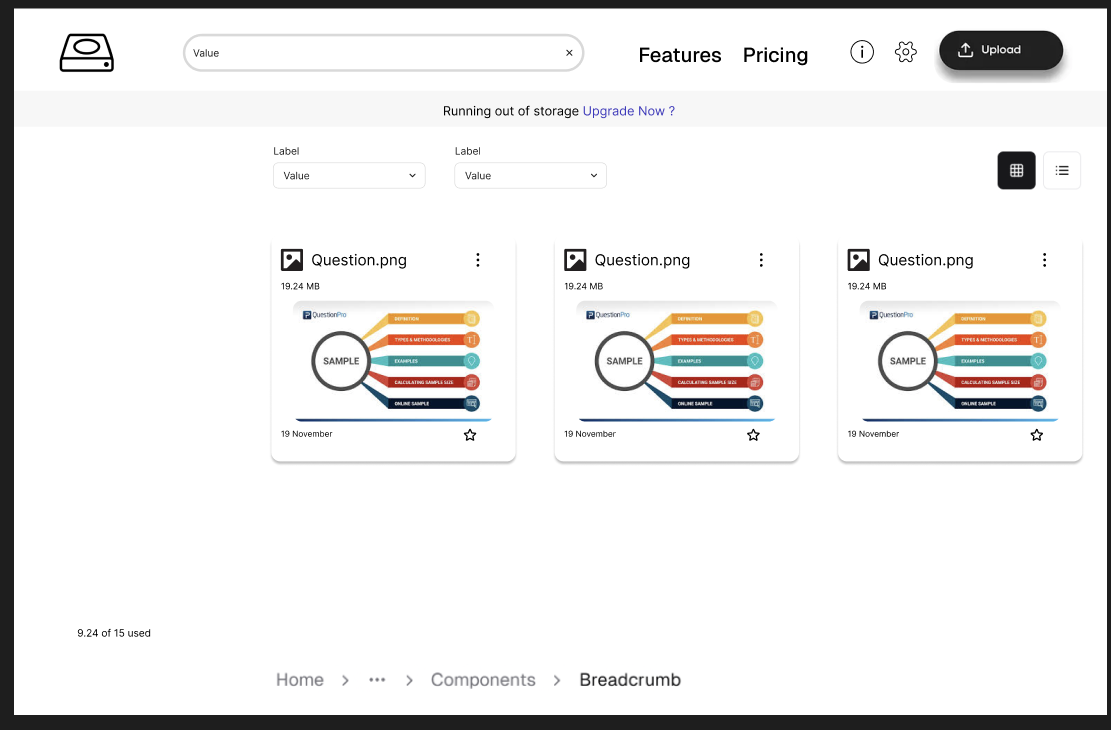 Value
Features Pricing
Upload
Running out of storage Upgrade Now ?
Label Label
Value Value
Question.png Question.png Question.png
19.24 MB 19.24 MB 19.24 MB
QuestionPro QuestionPro QuestionPro
DEFINITION DEFINITION DEFINITION
TYPES & METHODOLOGIES TYPES & METHODOLOGIES TYPES & METHODOLOGIES
SAMPLE EXAMPLES SAMPLE EXAMPLES SAMPLE EXAMPLES
CALCULATING SAMPLE SIZE CALCULATING SAMPLE SIZE CALCULATING SAMPLE SIZE
ONLINE SAMPLE ONLINE SAMPLE ONLINE SAMPLE
19 November 19 November 19 November
9.24 of 15 used
Home > ··· > Components > Breadcrumb